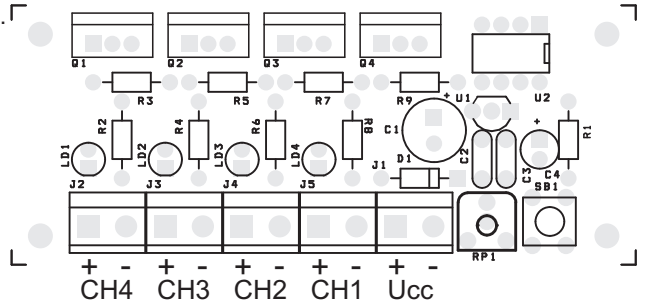 Q1 Q2 Q3 Q4
R3 R5 R7 R9 U1 U2
R2 R4 R6 R8 C1 + + R1
LD1 LD2 LD3 LD4 J1 D1 C2 C3 C4
J2 J3 J4 J5 SB1
RP1
+ - + - + - + - + -
CH4 CH3 CH2 CH1 Ucc